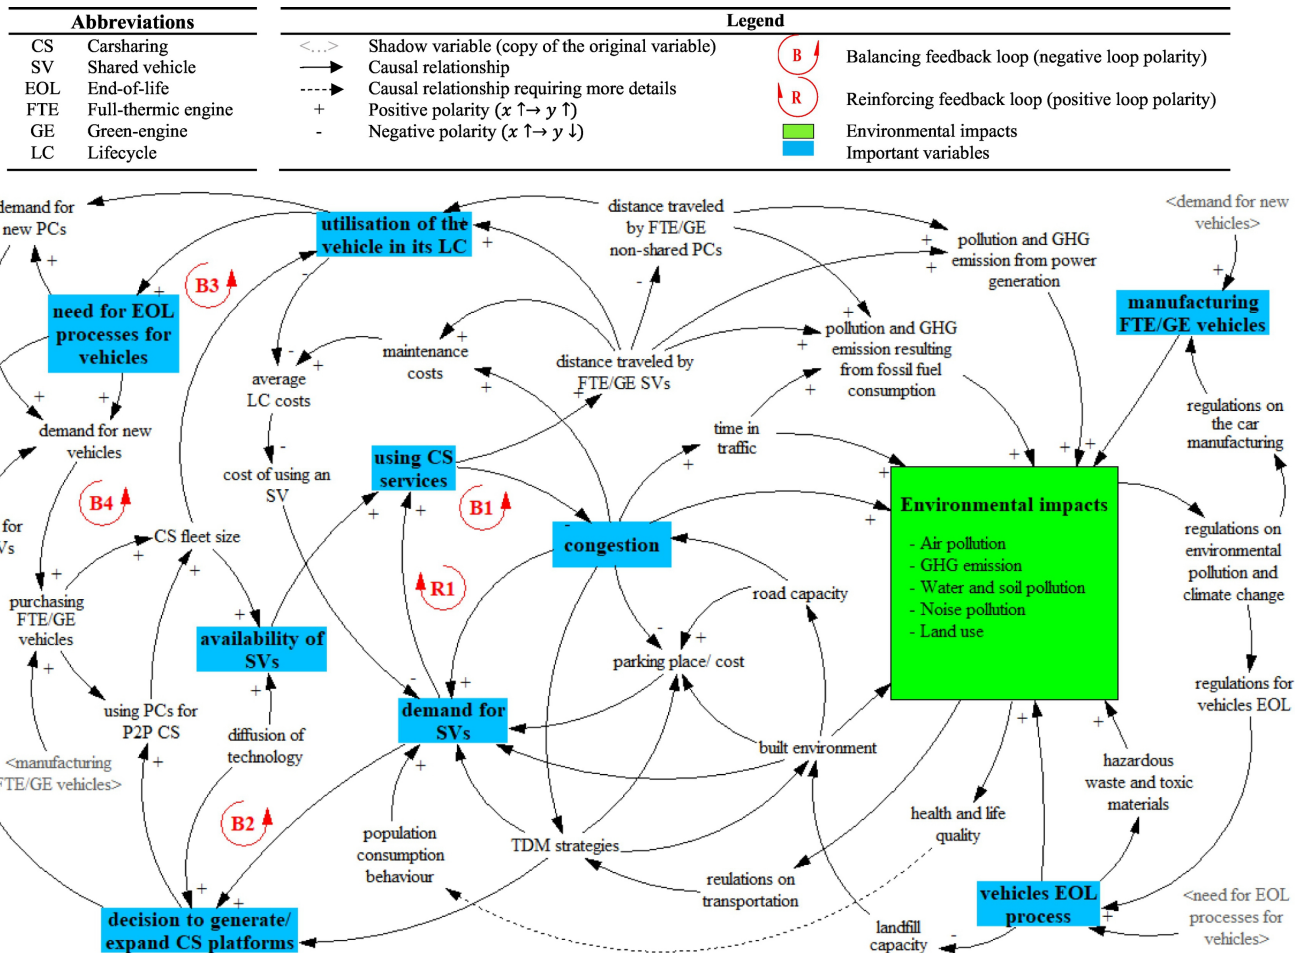 Abbreviations
CS Carsharing
SV Shared vehicle
EOL End-of-life
FTE Full-thermic engine
GE Green-engine
LC Lifecycle
Legend
<...> Shadow variable (copy of the original variable)
Causal relationship
Causal relationship requiring more details
+ Positive polarity (x ↑→ y ↑)
- Negative polarity (x ↑→ y ↓)
B Balancing feedback loop (negative loop polarity)
R Reinforcing feedback loop (positive loop polarity)
Environmental impacts
Important variables
demand for
new PCs
utilisation of the
vehicle in its LC
distance traveled
by FTE/GE
non-shared PCs
pollution and GHG
emission from power
generation
<demand for new
vehicles>
B3
need for EOL
processes for
vehicles
manufacturing
FTE/GE vehicles
maintenance
costs
average
LC costs
distance traveled by
FTE/GE SVs
pollution and GHG
emission resulting
from fossil fuel
consumption
demand for new
vehicles
regulations on
the car
manufacturing
time in
traffic
using CS
services
cost of using an
SV
B4
B1
for
CS fleet size
congestion
Environmental impacts
- Air pollution
- GHG emission
- Water and soil pollution
- Noise pollution
- Land use
regulations on
environmental
pollution and
climate change
R1
road capacity
purchasing
FTE/GE
vehicles
availability of
SVs
parking place/ cost
regulations for
vehicles EOL
using PCs for
P2P CS
demand for
SVs
diffusion of
technology
built environment
<manufacturing
FTE/GE vehicles>
hazardous
waste and toxic
materials
B2
population
consumption
behaviour
TDM strategies
health and life
quality
reulations on
transportation
vehicles EOL
process
<need for EOL
processes for
vehicles>
decision to generate/
expand CS platforms
landfill
capacity